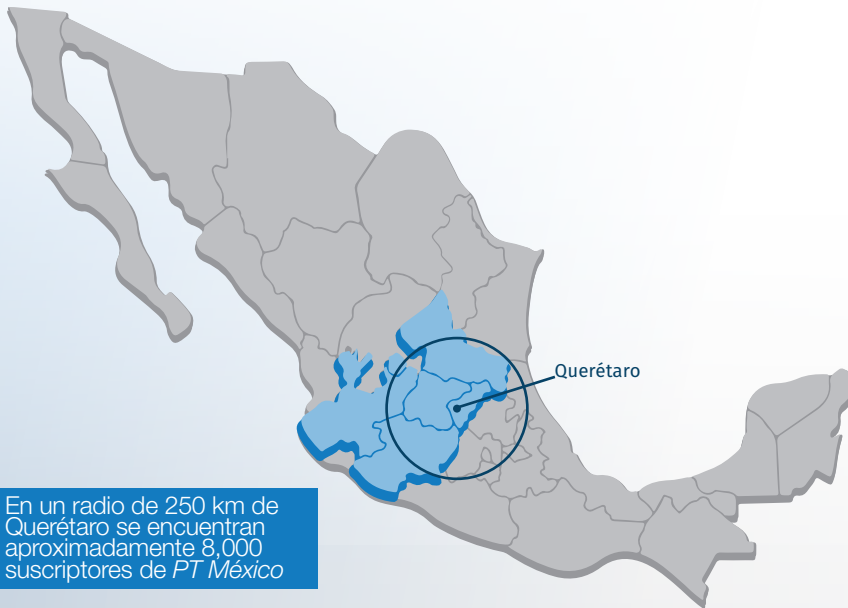 Querétaro
En un radio de 250 km de
Querétaro se encuentran
aproximadamente 8,000
suscriptores de PT México